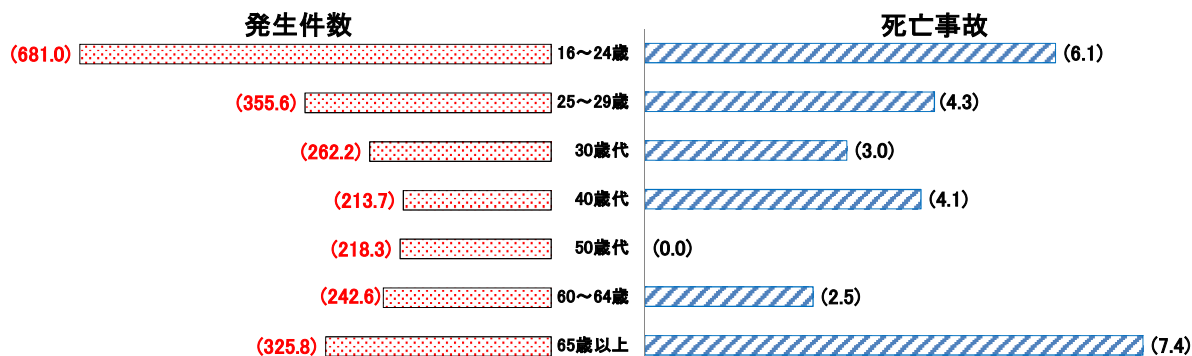 発生件数 死亡事故
(681.0) 16～24歳 (6.1)
(355.6) 25～29歳 (4.3)
(262.2) 30歳代 (3.0)
(213.7) 40歳代 (4.1)
(218.3) 50歳代 (0.0)
(242.6) 60～64歳 (2.5)
(325.8) 65歳以上 (7.4)